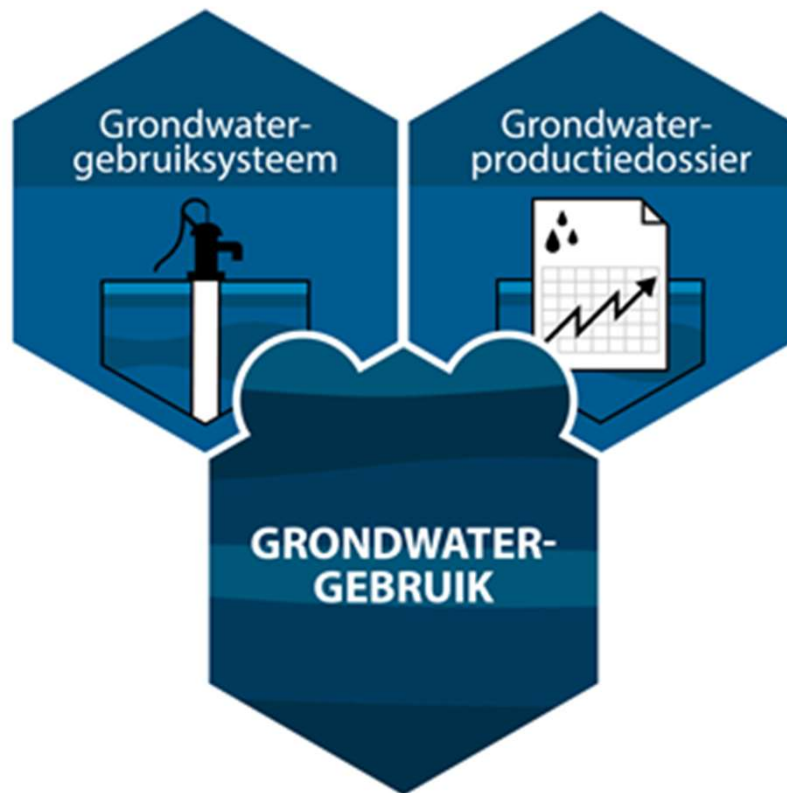 Grondwater-
gebruiksysteem
Grondwater-
productiedossier
GRONDWATER-
GEBRUIK